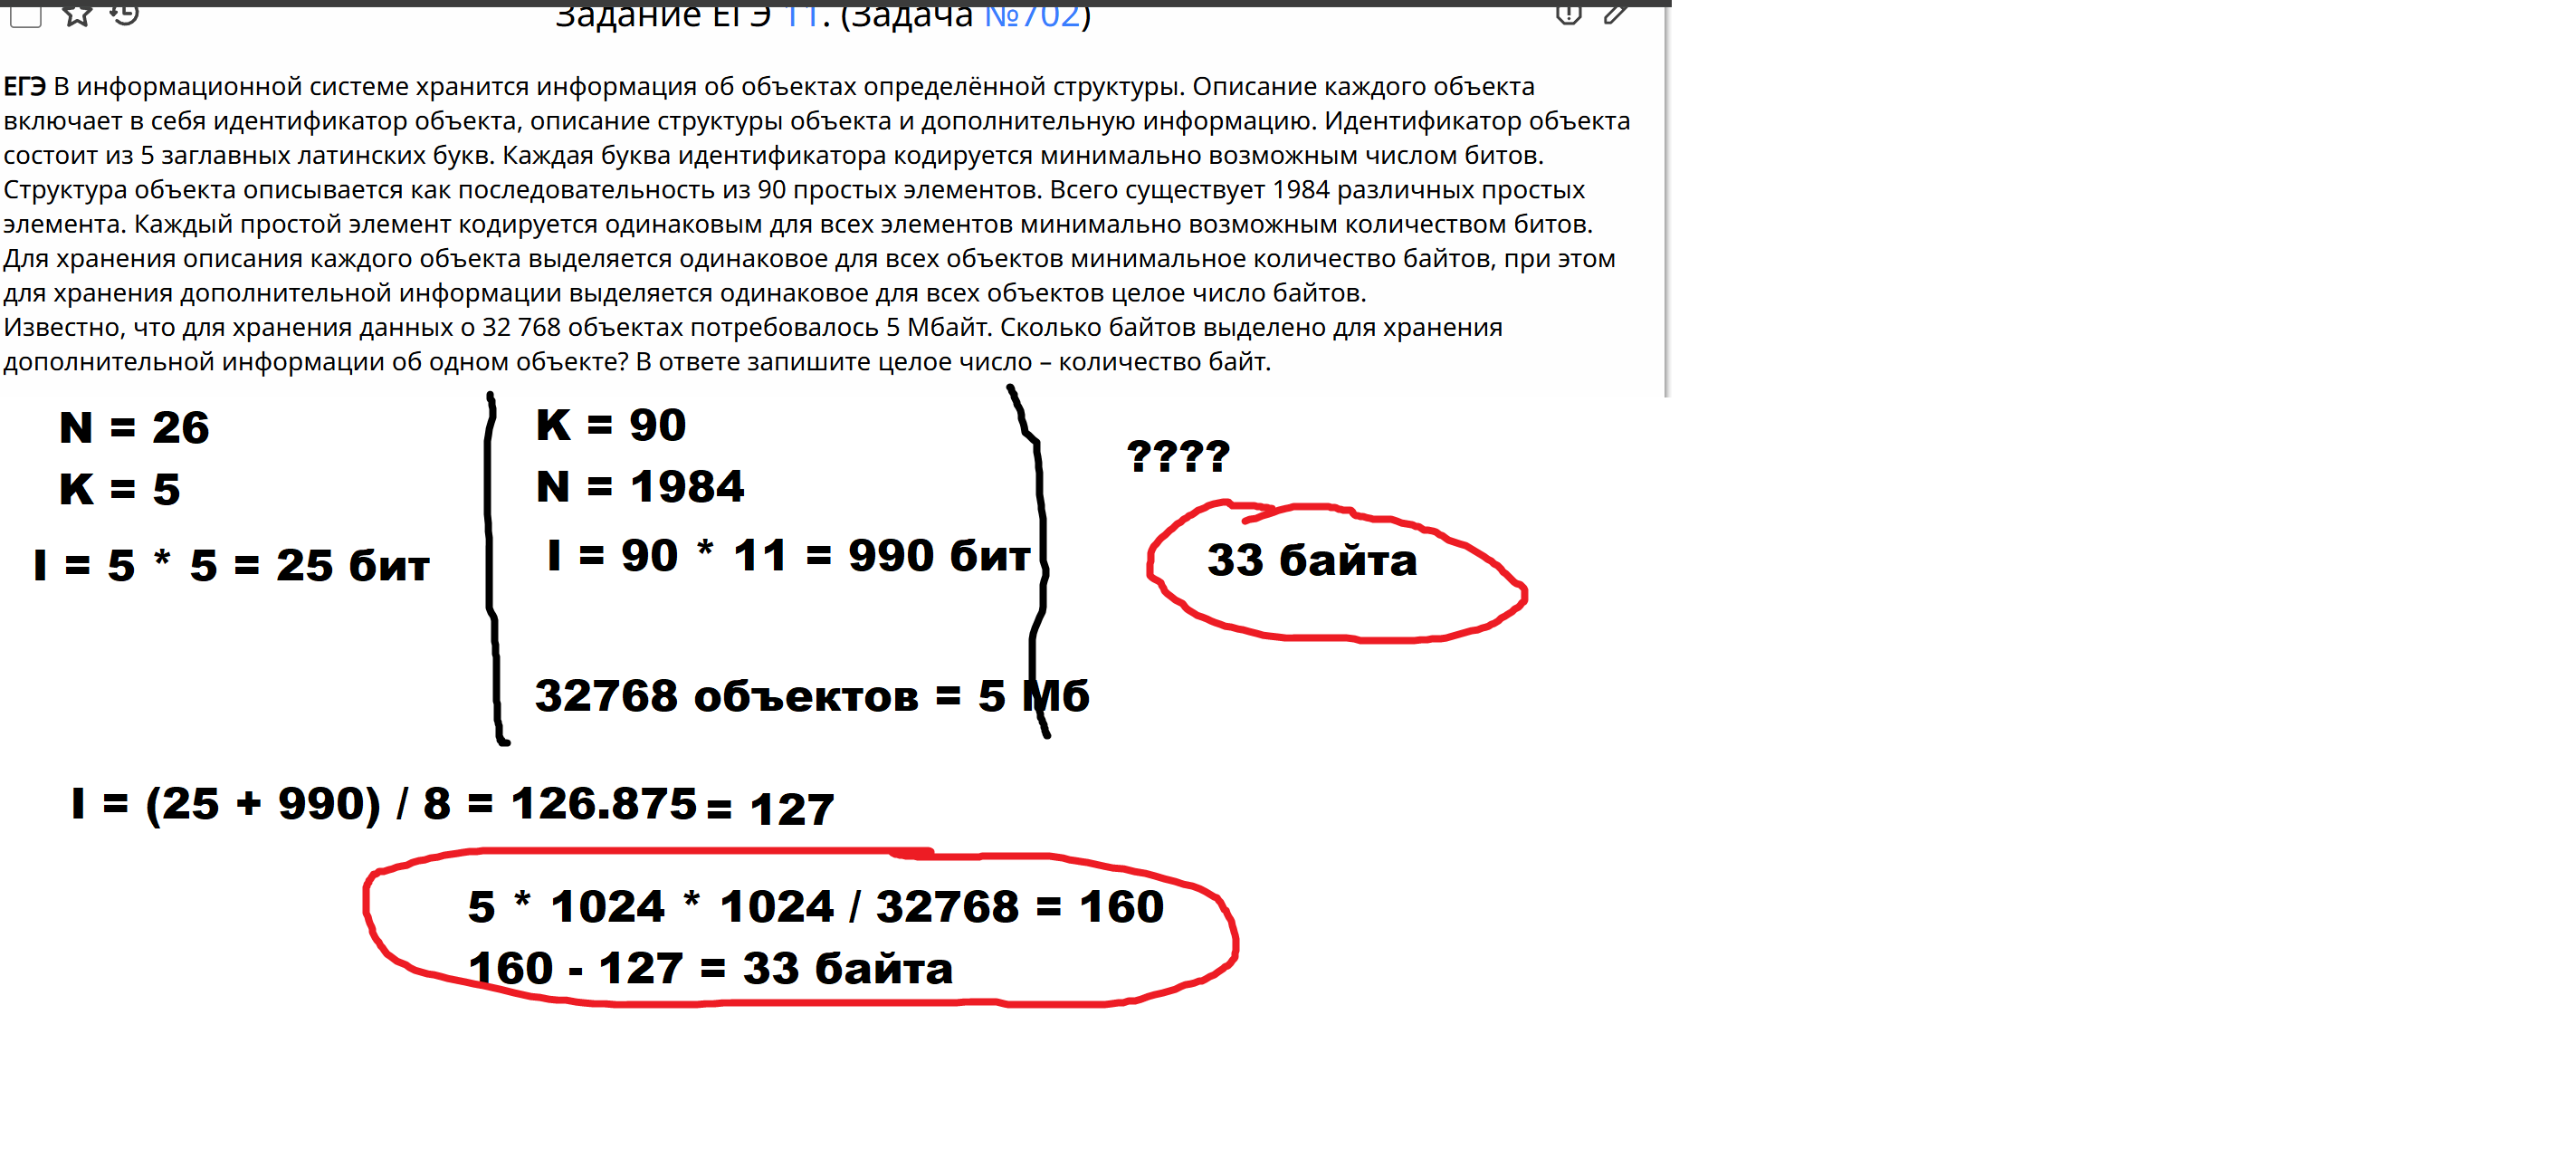 Задание ЕГЭ 11. (Задача №702)
ЕГЭ В информационной системе хранится информация об объектах определённой структуры. Описание каждого объекта
включает в себя идентификатор объекта, описание структуры объекта и дополнительную информацию. Идентификатор объекта
состоит из 5 заглавных латинских букв. Каждая буква идентификатора кодируется минимально возможным числом битов.
Структура объекта описывается как последовательность из 90 простых элементов. Всего существует 1984 различных простых
элемента. Каждый простой элемент кодируется одинаковым для всех элементов минимально возможным количеством битов.
Для хранения описания каждого объекта выделяется одинаковое для всех объектов минимальное количество байтов, при этом
для хранения дополнительной информации выделяется одинаковое для всех объектов целое число байтов.
Известно, что для хранения данных о 32 768 объектах потребовалось 5 Мбайт. Сколько байтов выделено для хранения
дополнительной информации об одном объекте? В ответе запишите целое число – количество байт.
N = 26
K = 5
I = 5 * 5 = 25 бит
K = 90
N = 1984
I = 90 * 11 = 990 бит
32768 объектов = 5 Мб
????
33 байта
I = (25 + 990) / 8 = 126.875 = 127
5 * 1024 * 1024 / 32768 = 160
160 - 127 = 33 байта